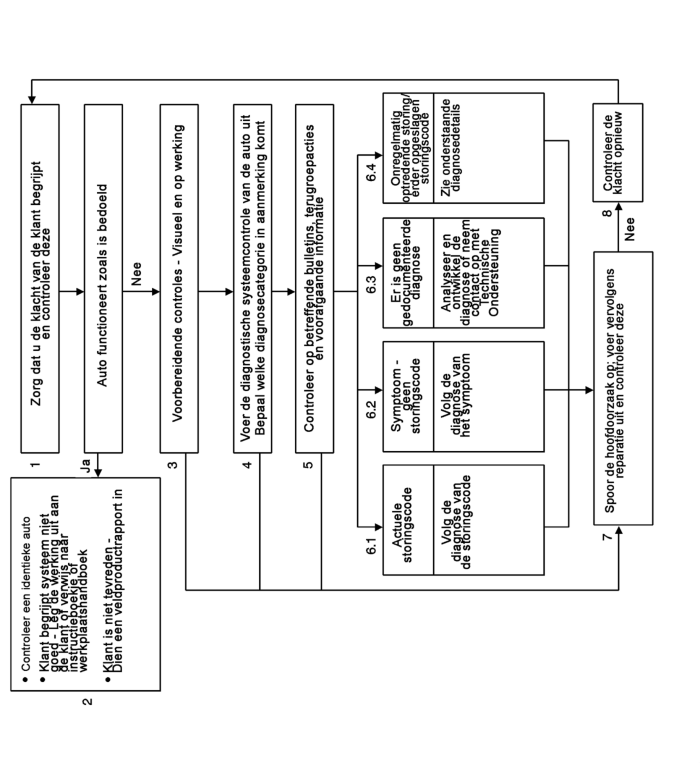 1
Zorg dat u de klacht van de klant begrijpt
en controleer deze
Auto functioneert zoals is bedoeld
Ja
Nee
2
• Controleer een identieke auto
• Klant begrijpt systeem niet
goed - Leg de werking uit aan
de klant of verwijs naar
instructieboekje of
werkplaatshandboek
• Klant is niet tevreden -
Dien een veldproductrapport in
3
Voorbereidende controles - Visueel en op werking
4
Voer de diagnostische systeemcontrole van de auto uit
Bepaal welke diagnosecategorie in aanmerking komt
5
Controleer op betreffende bulletins, terugroepacties
en voorafgaande informatie
6.1
Actuele
storingscode
Volg de
diagnose van
de storingscode
6.2
Symptoom -
geen
storingscode
Volg de
diagnose van
het symptoom
6.3
Er is geen
gedocumenteerde
diagnose
Analyseer en
ontwikkel de
diagnose of neem
contact op met
Technische
Ondersteuning
6.4
Onregelmatig
optredende storing/
erder opgeslagen
storingscode
Zie onderstaande
diagnosedetails
7
Spoor de hoofdoorzaak op; voer vervolgens
reparatie uit en controleer deze
Nee
8
Controleer de
klacht opnieuw